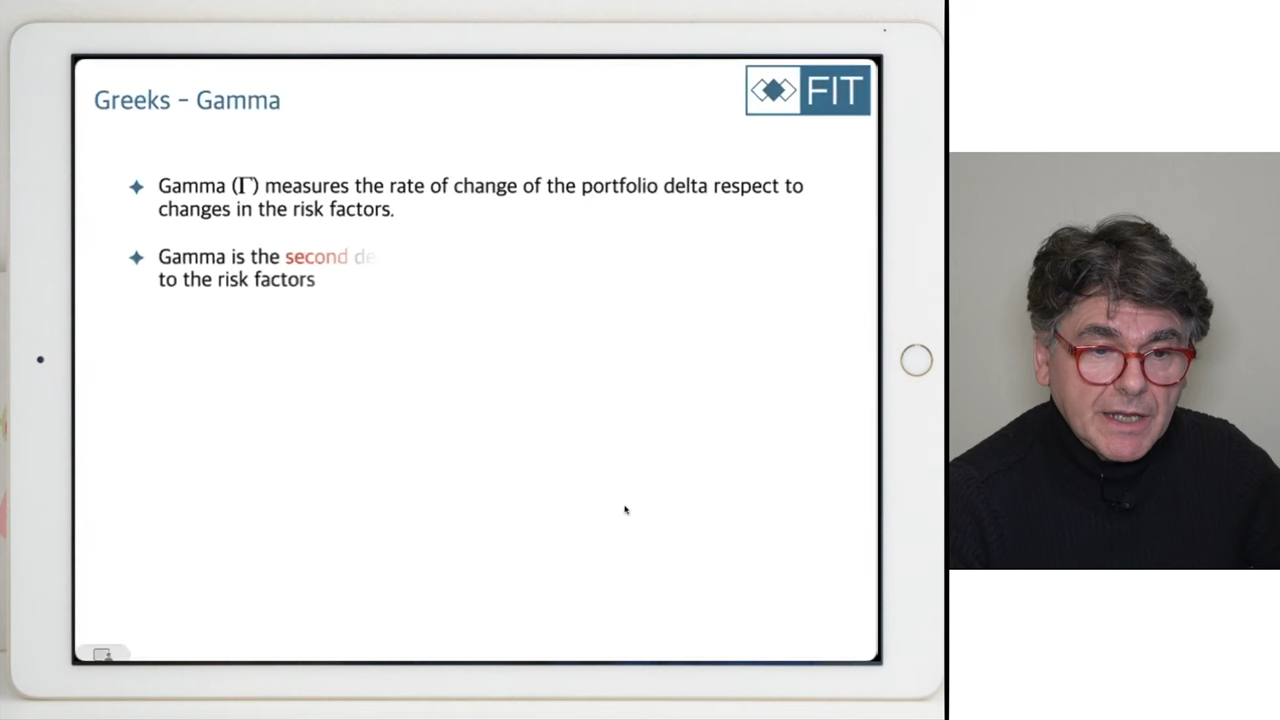 Greeks - Gamma
FIT
Gamma (Γ) measures the rate of change of the portfolio delta respect to
changes in the risk factors.
Gamma is the second de
to the risk factors